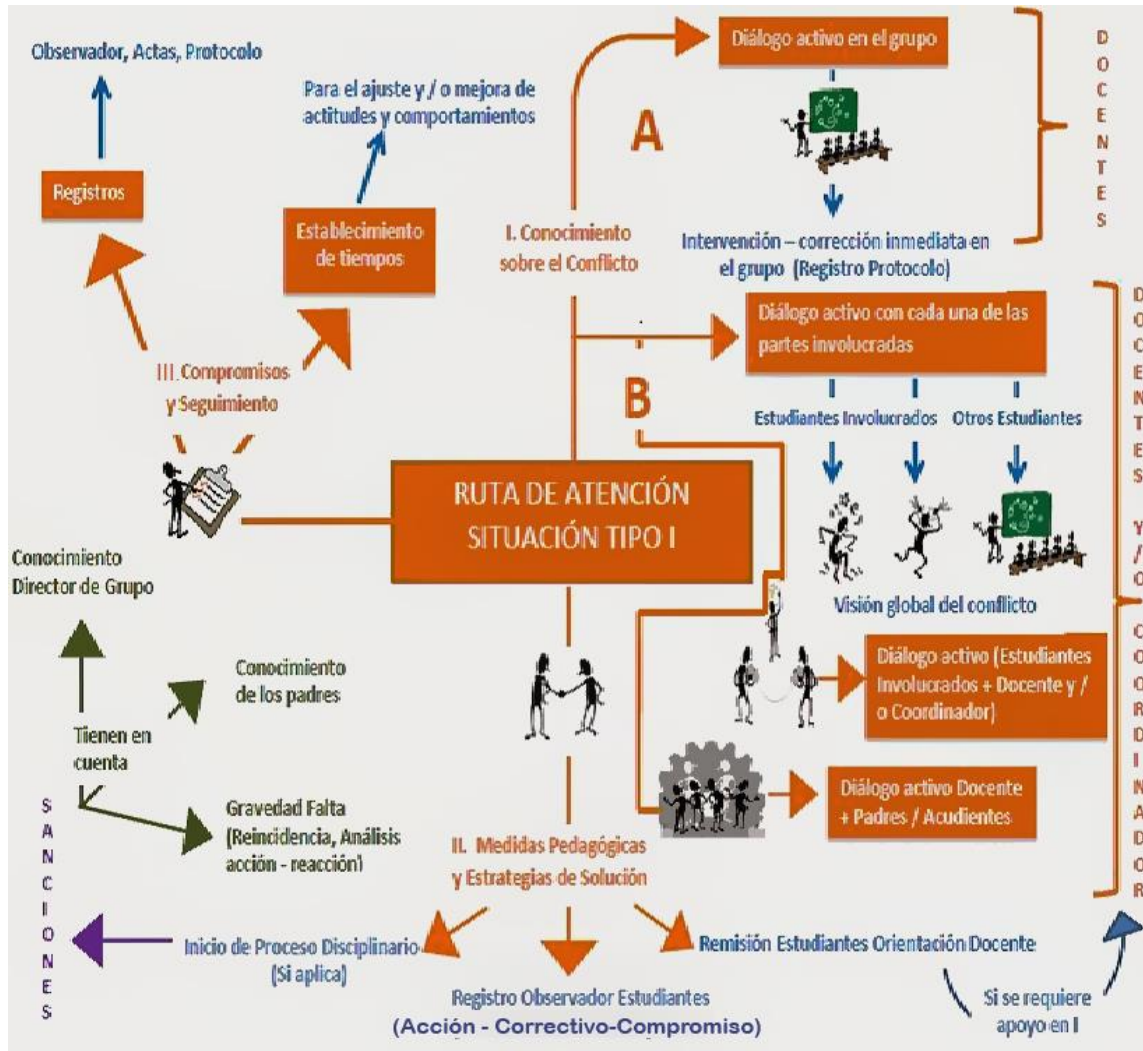 Observador, Actas, Protocolo
Registros
Para el ajuste y / o mejora de
actitudes y comportamientos
Establecimiento
de tiempos
III. Compromisos
y Seguimiento
I. Conocimiento
sobre el Conflicto
A
Diálogo activo en el grupo
Intervención – corrección inmediata en
el grupo (Registro Protocolo)
DOCENTES
B
Diálogo activo con cada una de las
partes involucradas
Estudiantes Involucrados
Otros Estudiantes
Visión global del conflicto
Diálogo activo (Estudiantes
Involucrados + Docente y /
o Coordinador)
Diálogo activo Docente
+ Padres / Acudientes
DOCENTES Y/O COORDINADOR
RUTA DE ATENCIÓN
SITUACIÓN TIPO I
Conocimiento
Director de Grupo
Conocimiento
de los padres
Tienen en
cuenta
Gravedad Falta
(Reincidencia, Análisis
acción - reacción)
SANCIONES
II. Medidas Pedagógicas
y Estrategias de Solución
Inicio de Proceso Disciplinario
(Si aplica)
Registro Observador Estudiantes
(Acción - Correctivo-Compromiso)
Remisión Estudiantes Orientación Docente
Si se requiere
apoyo en I